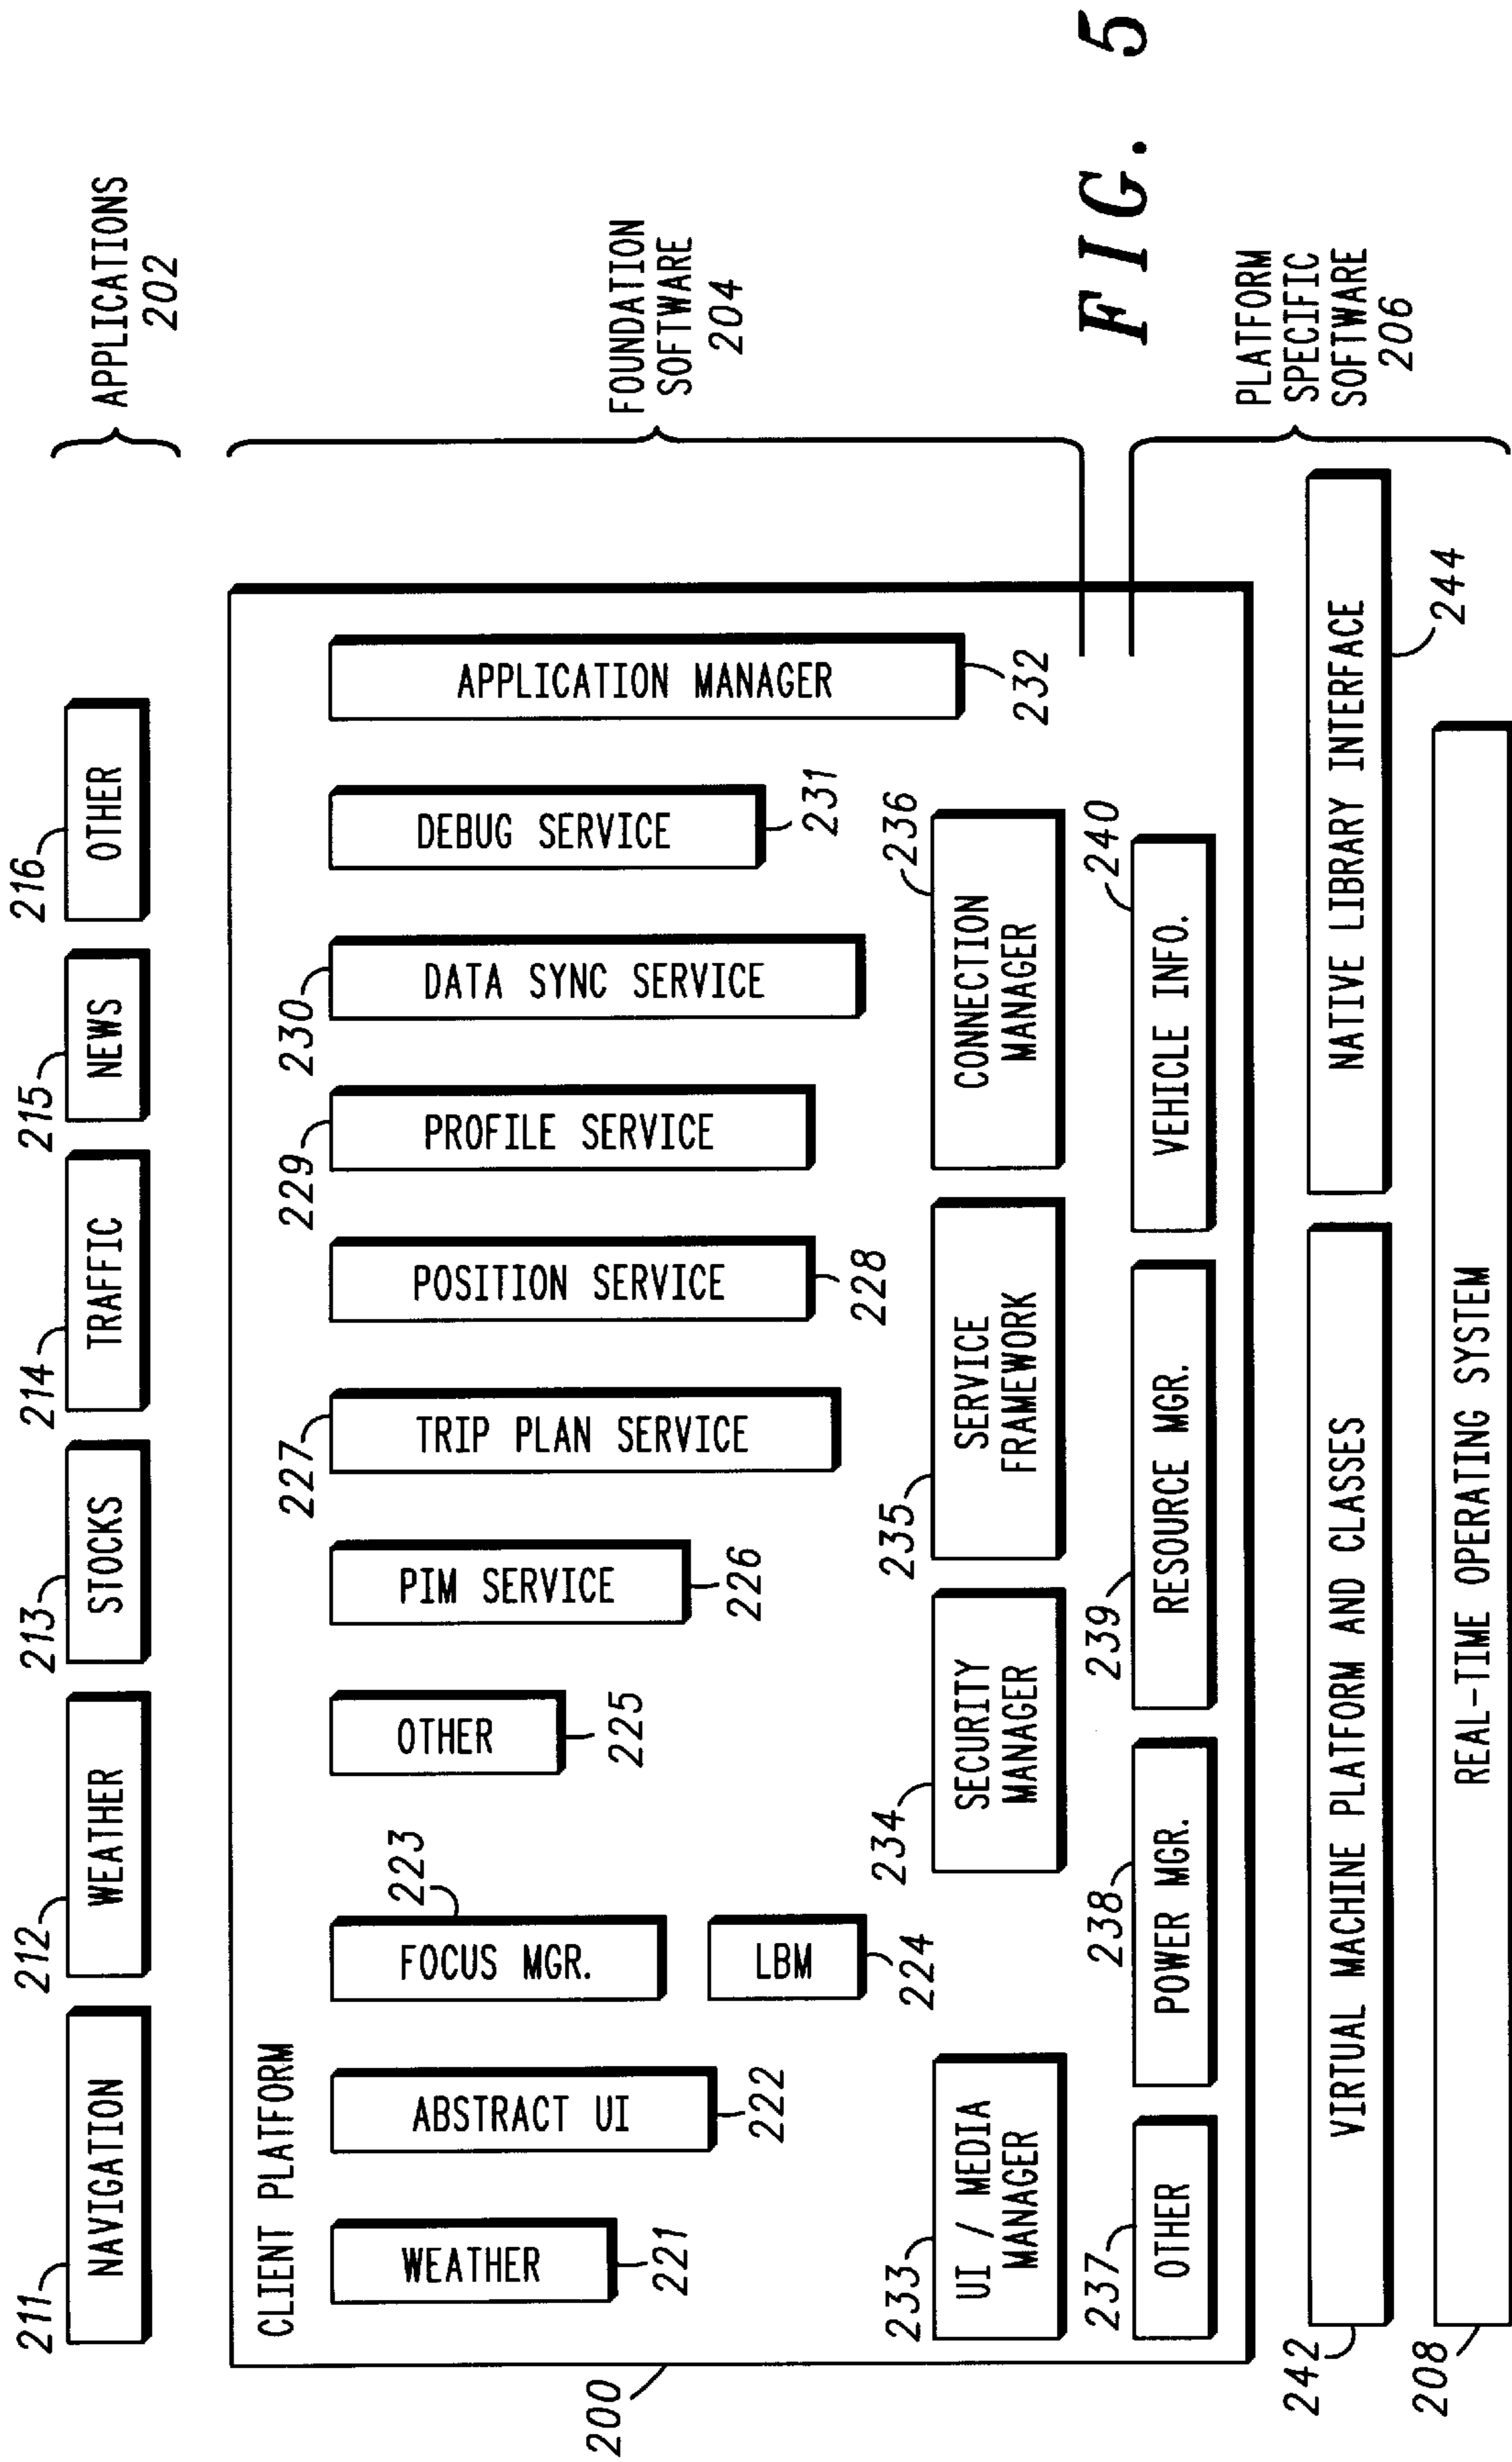 211
NAVIGATION
212
WEATHER
213
STOCKS
214
TRAFFIC
215
NEWS
216
OTHER
APPLICATIONS
202
CLIENT PLATFORM
200
WEATHER
221
ABSTRACT UI
222
FOCUS MGR.
223
LBM
224
OTHER
225
PIM SERVICE
226
227
TRIP PLAN SERVICE
POSITION SERVICE
228
229
PROFILE SERVICE
230
DATA SYNC SERVICE
DEBUG SERVICE
231
APPLICATION MANAGER
232
FOUNDATION
SOFTWARE
204
233
UI / MEDIA
MANAGER
234
SECURITY
MANAGER
235
SERVICE
FRAMEWORK
236
CONNECTION
MANAGER
237
OTHER
238
POWER MGR.
239
RESOURCE MGR.
240
VEHICLE INFO.
FIG. 5
PLATFORM
SPECIFIC
SOFTWARE
206
242
VIRTUAL MACHINE PLATFORM AND CLASSES
NATIVE LIBRARY INTERFACE
244
208
REAL-TIME OPERATING SYSTEM